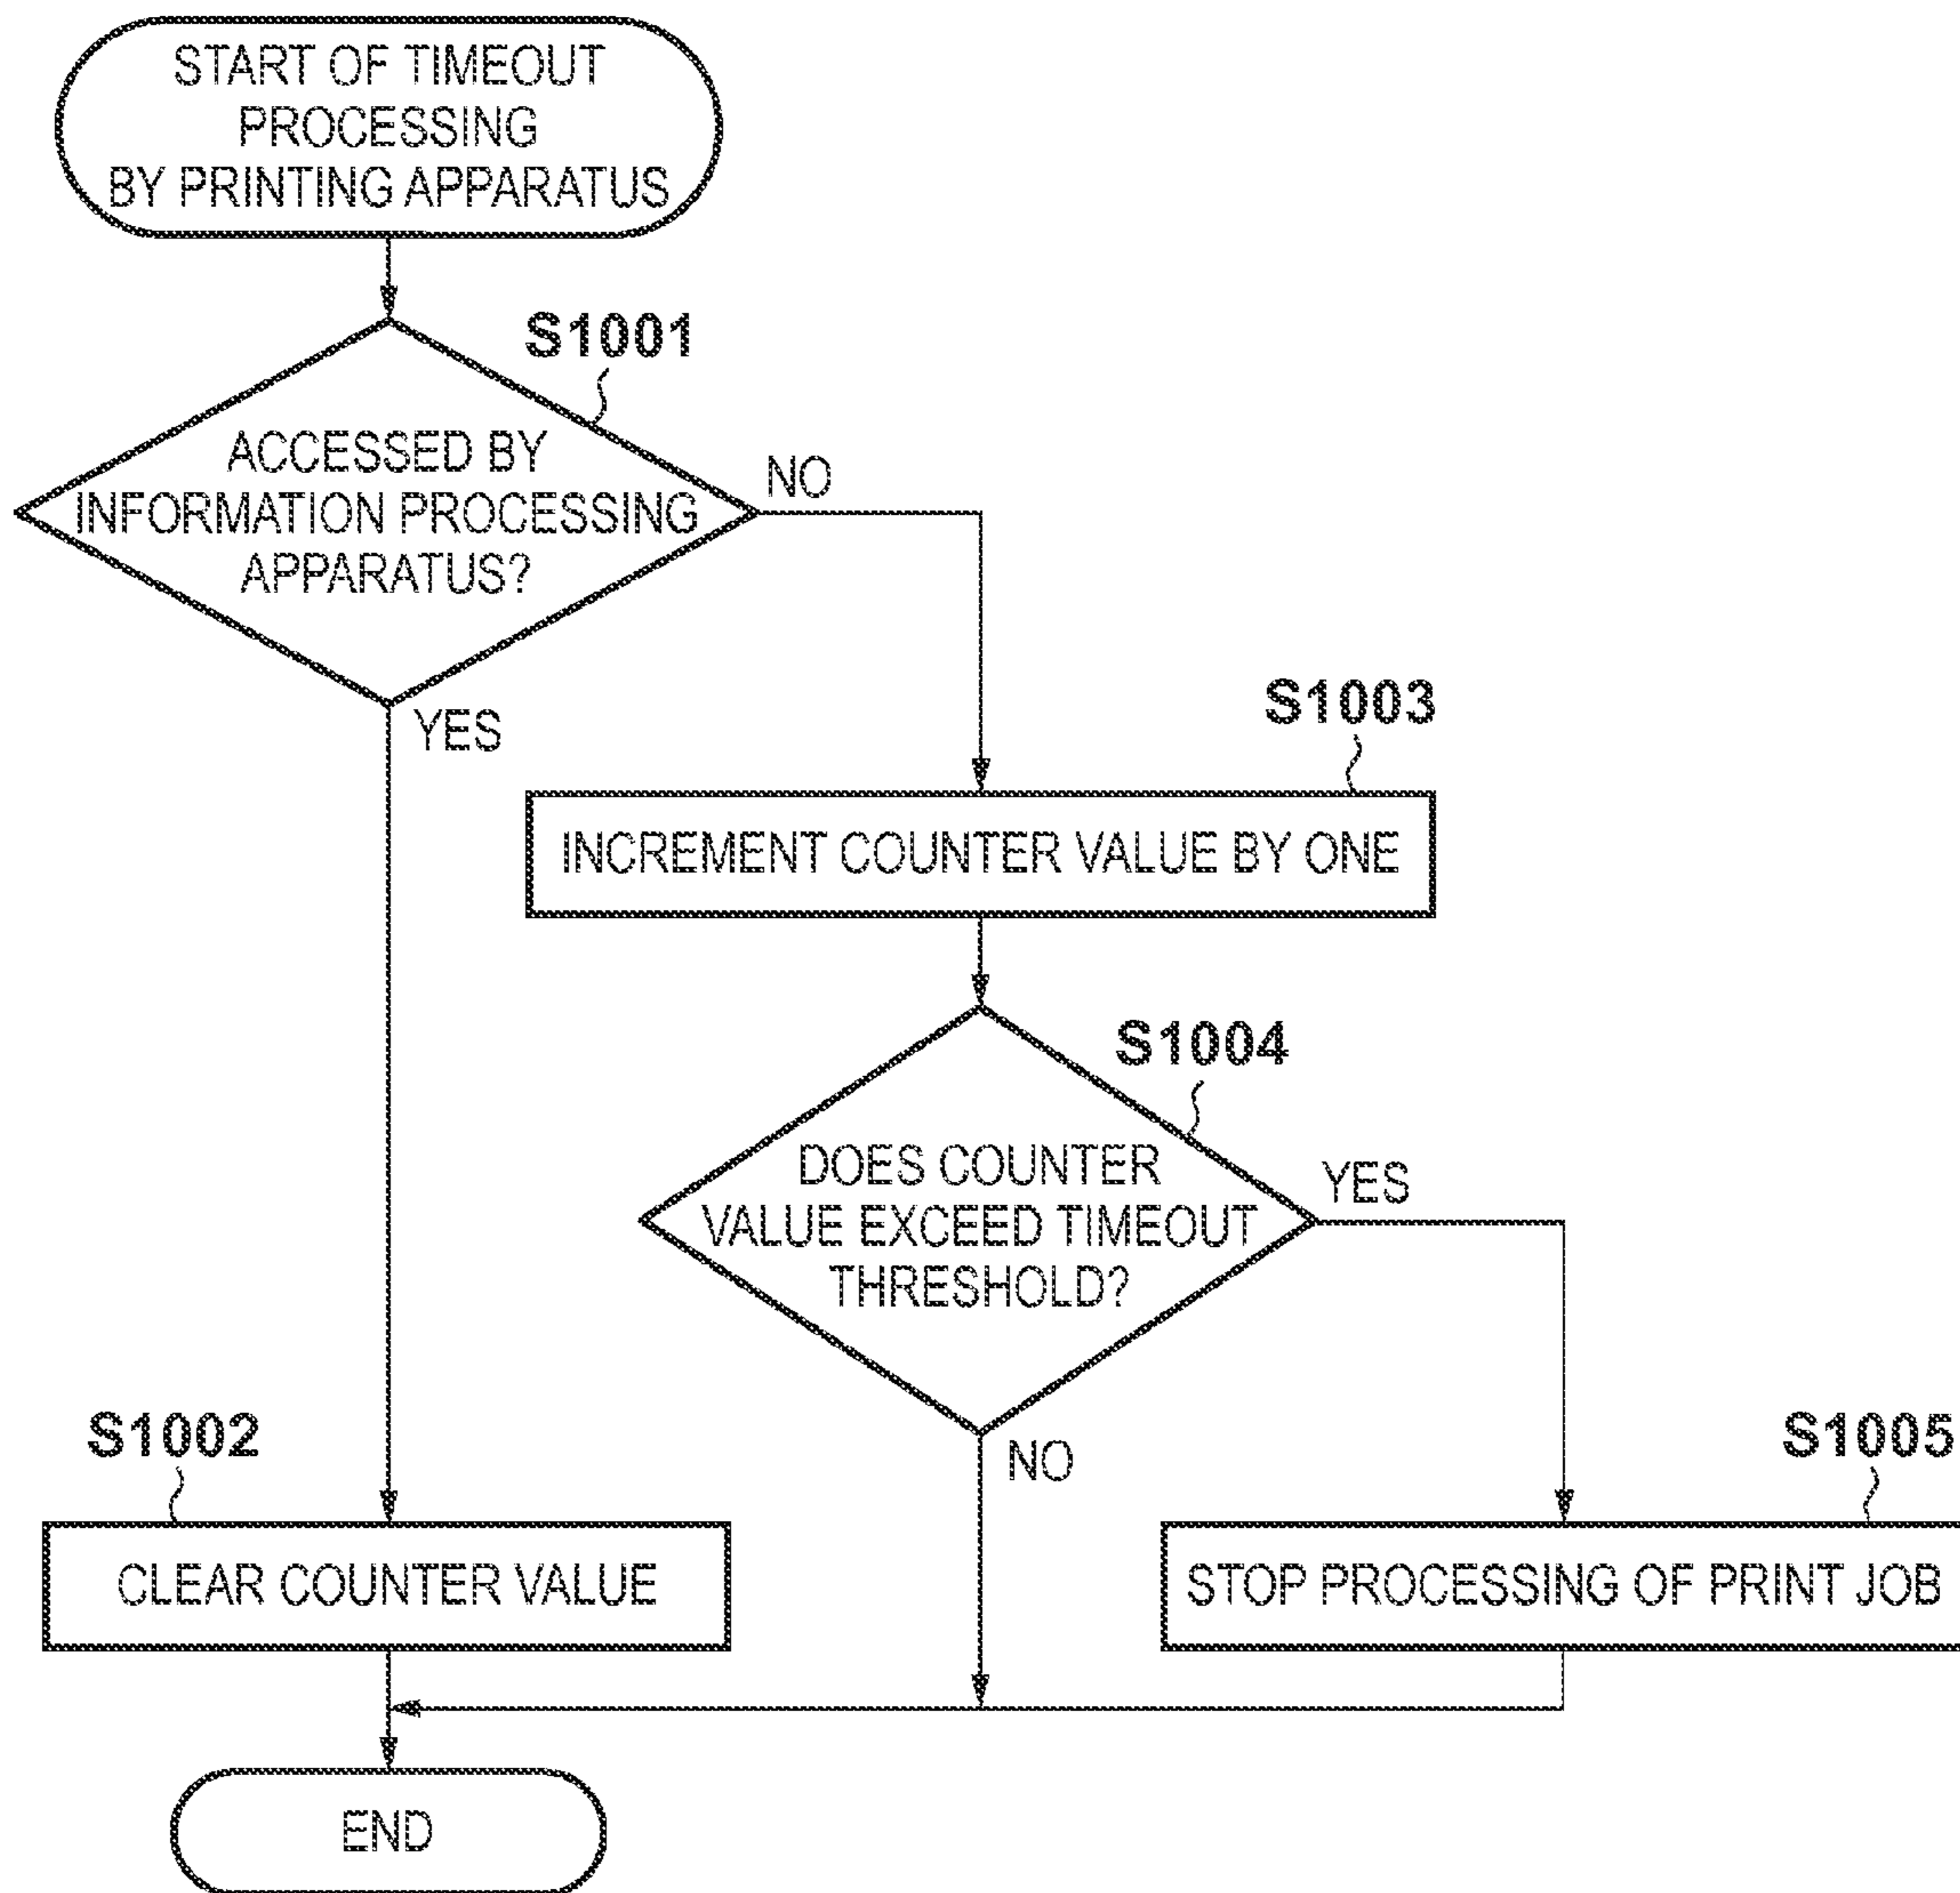 START OF TIMEOUT
PROCESSING
BY PRINTING APPARATUS
S1001
ACCESSED BY
INFORMATION PROCESSING
APPARATUS?
NO
YES
S1003
INCREMENT COUNTER VALUE BY ONE
S1004
DOES COUNTER
VALUE EXCEED TIMEOUT
THRESHOLD?
YES
NO
S1002
CLEAR COUNTER VALUE
S1005
STOP PROCESSING OF PRINT JOB
END